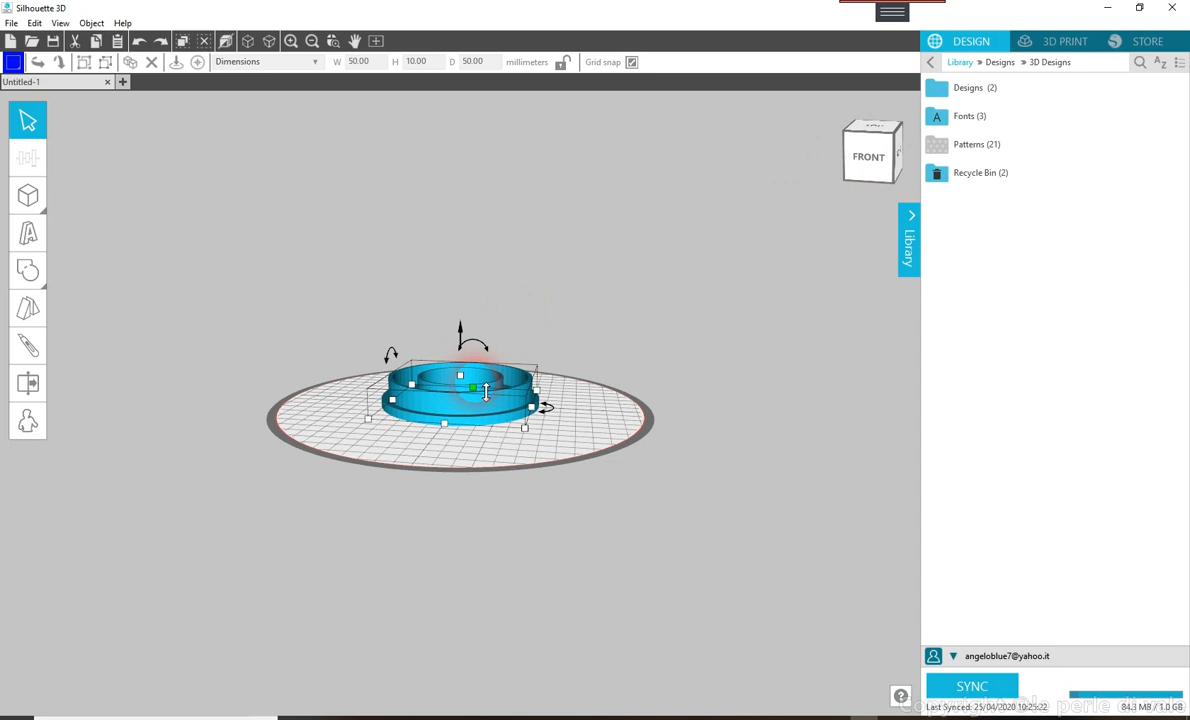 Silhouette 3D
File Edit View Object Help
Dimensions W 50.00 H 10.00 D 50.00 millimeters Grid snap
Untitled-1
FRONT
Library
DESIGN 3D PRINT STORE
Library » Designs » 3D Designs
Designs (2)
Fonts (3)
Patterns (21)
Recycle Bin (2)
angeloblue7@yahoo.it
SYNC
Last Synced: 25/04/2020 10:25:22 84.3 MB / 1.0 GB